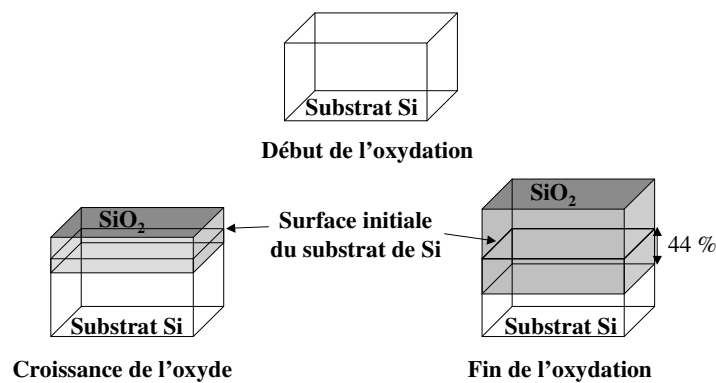 Substrat Si
Début de l'oxydation
SiO2
SiO2
Surface initiale
du substrat de Si
44 %
Substrat Si
Substrat Si
Croissance de l'oxyde
Fin de l'oxydation